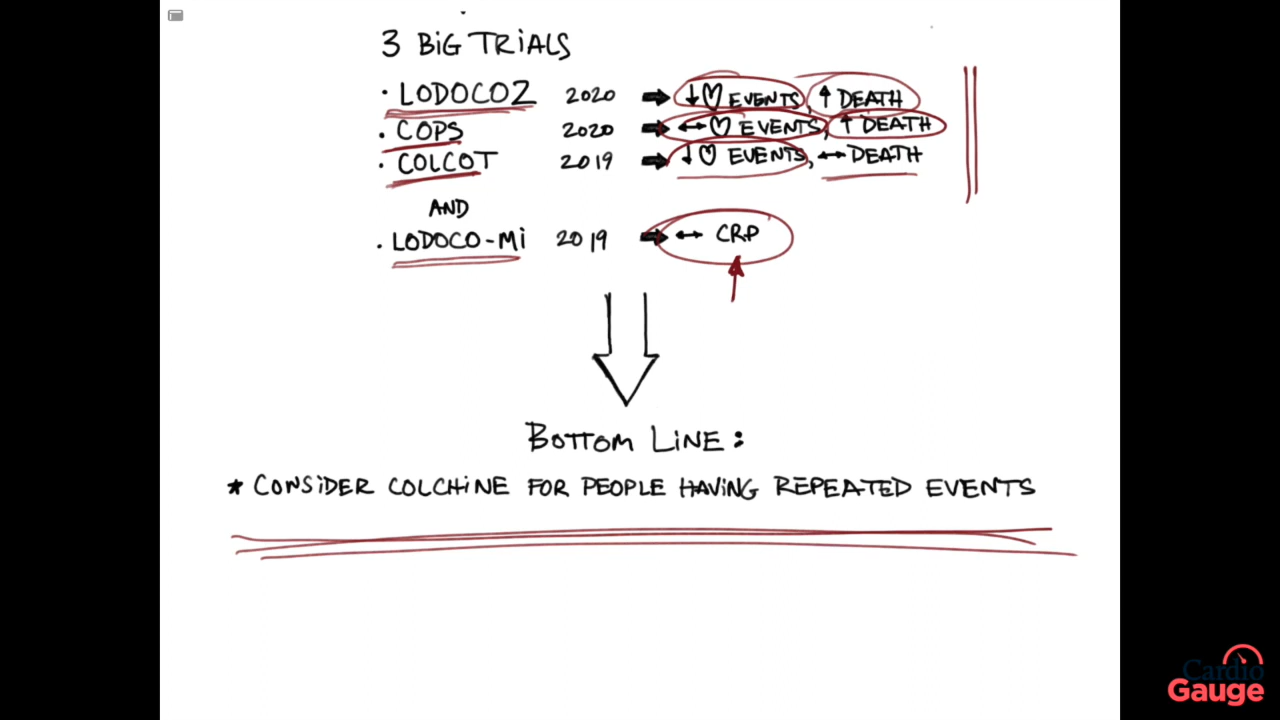 3 BIG TRIALS
· LODOCO2 2020 ➡ ↓♡ EVENTS, ↑ DEATH
· COPS 2020 ➡ ↔♡ EVENTS, ↑ DEATH
· COLCOT 2019 ➡ ↓♡ EVENTS, ↔ DEATH
AND
· LODOCO-Mi 2019 ➡ ↔ CRP
BOTTOM LINE:
* CONSIDER COLCHINE FOR PEOPLE HAVING REPEATED EVENTS
Cardio
Gauge